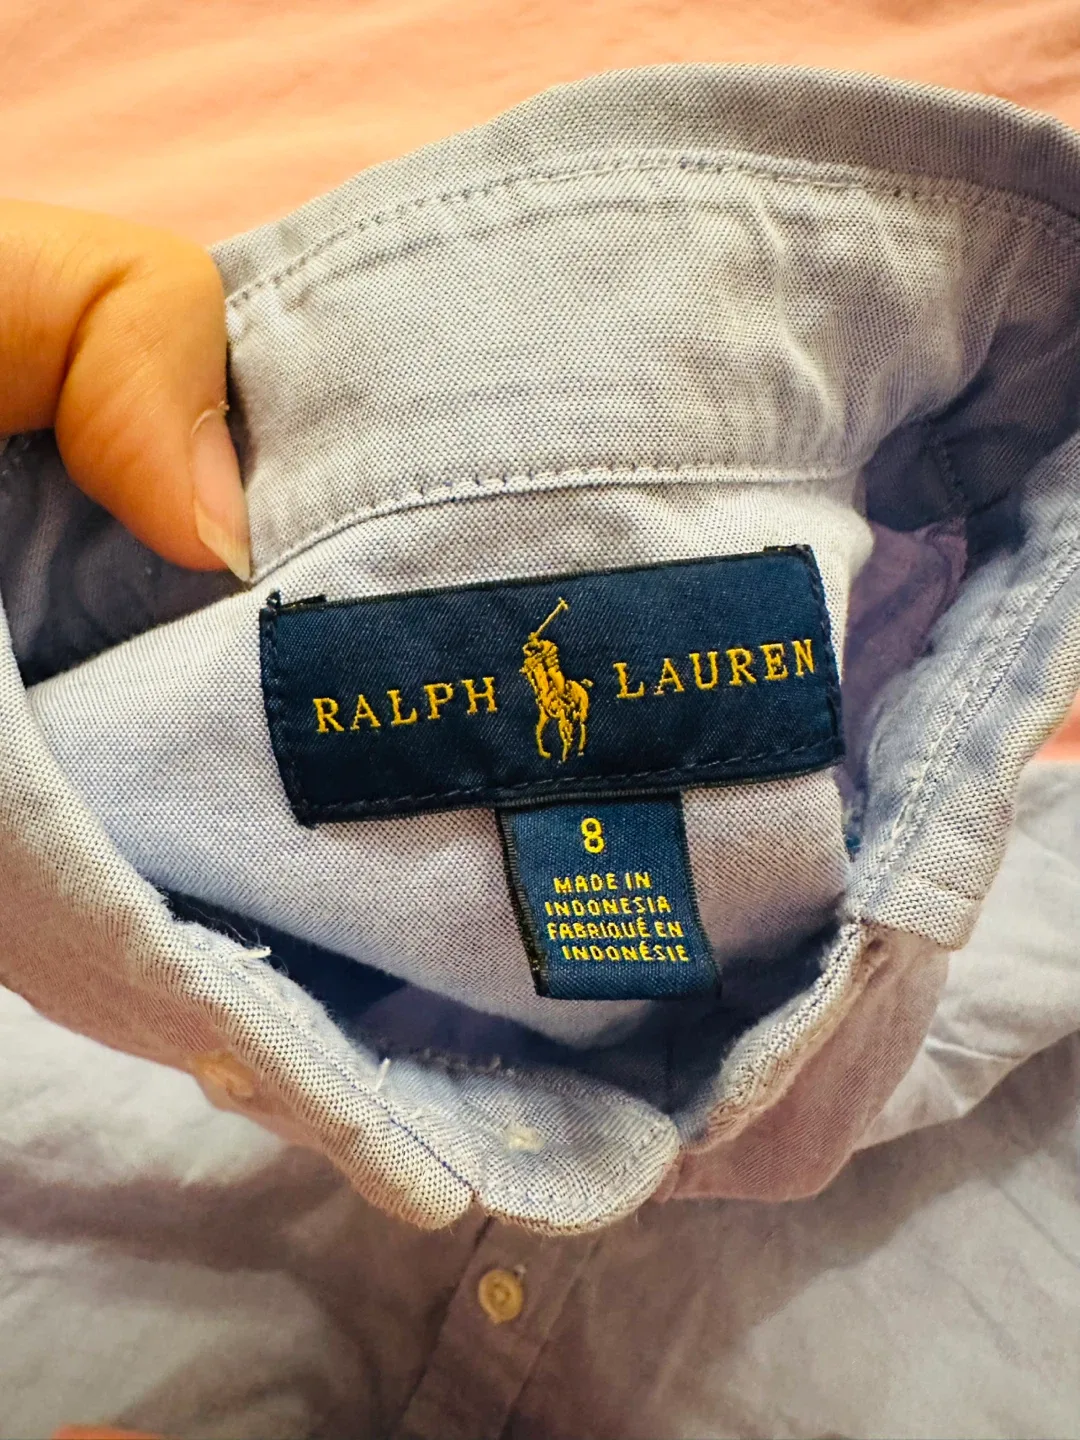 RALPH LAUREN
8
MADE IN
INDONESIA
FABRIQUÉ EN
INDONÉSIE